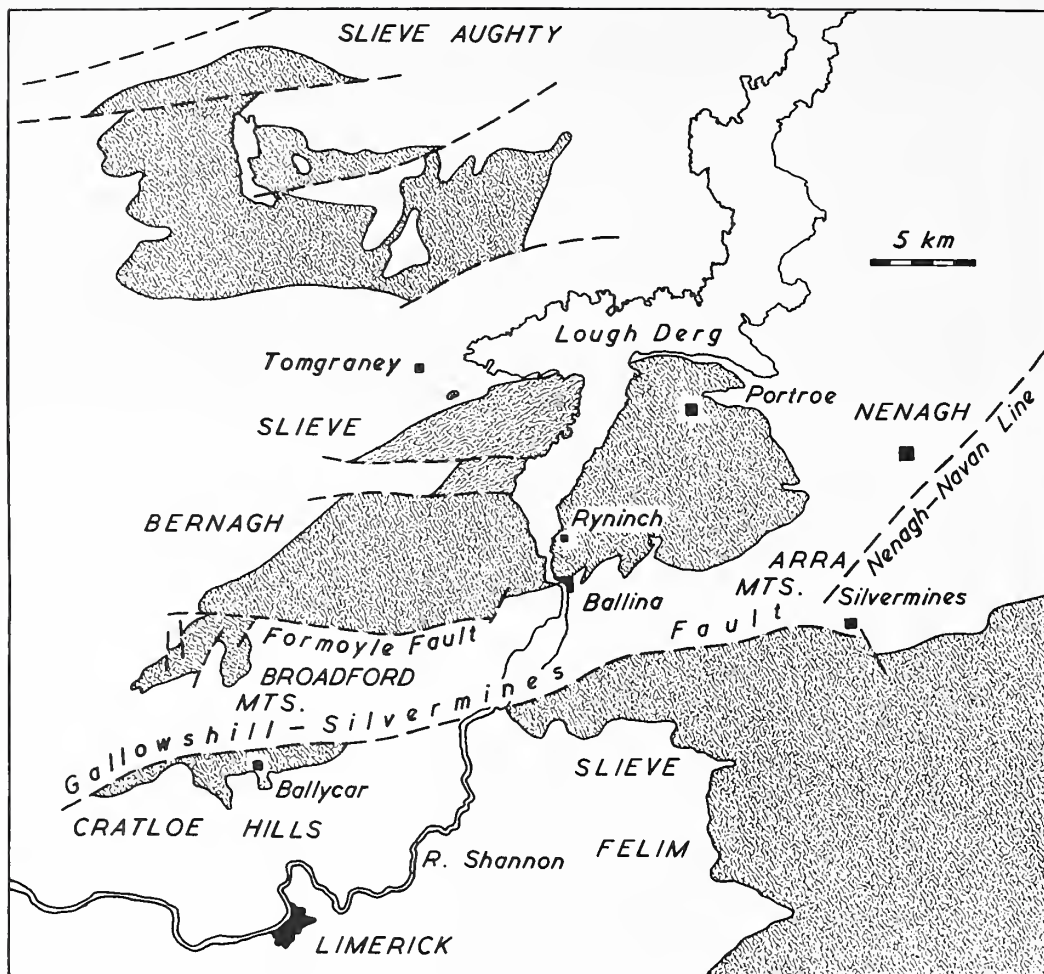 SLIEVE AUGHTY
5 km
Lough Derg
Tomgraney
Portroe
NENAGH
SLIEVE
Nenagh-Navan Line
BERNAGH
Ryninch
ARRA
MTS.
Ballina
Silvermines
Formoyle Fault
BROADFORD
MTS.
Gallowshill - Silvermines Fault
SLIEVE
Ballycar
CRATLOE HILLS
FELIM
R. Shannon
LIMERICK